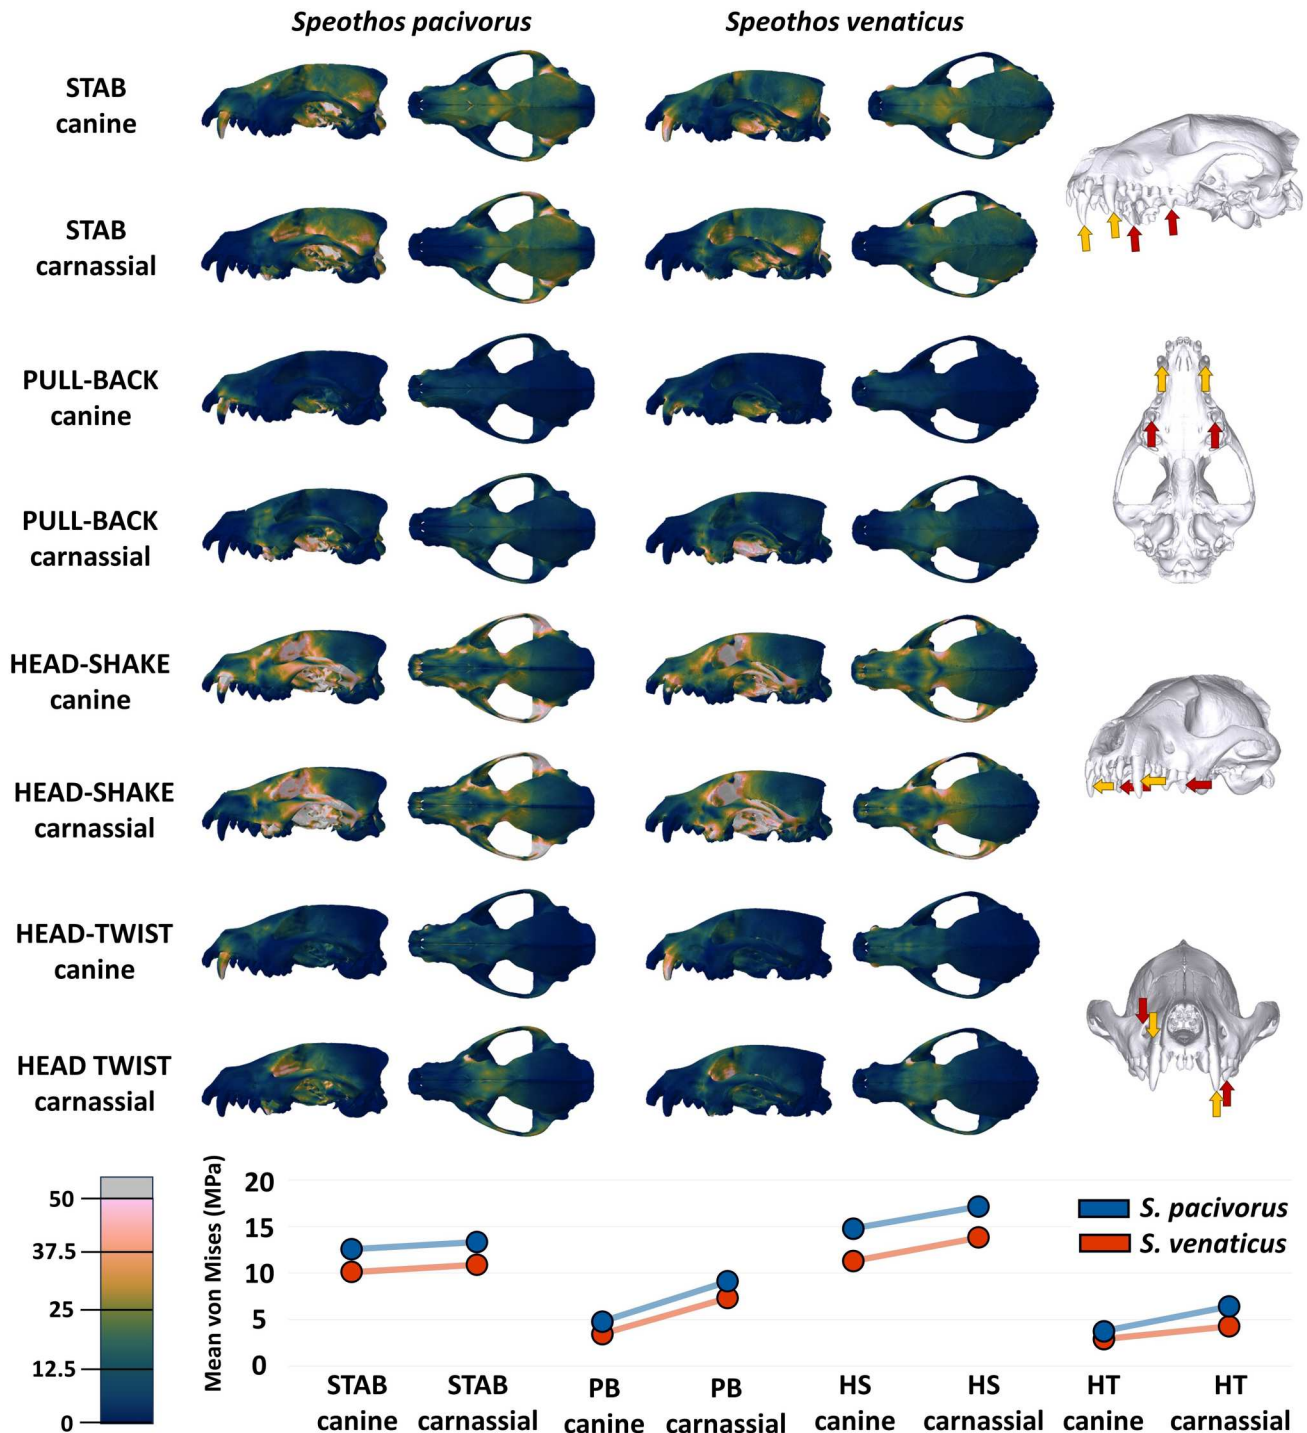 Speothos pacivorus
Speothos venaticus
STAB
canine
STAB
carnassial
PULL-BACK
canine
PULL-BACK
carnassial
HEAD-SHAKE
canine
HEAD-SHAKE
carnassial
HEAD-TWIST
canine
HEAD TWIST
carnassial
50
37.5
25
12.5
0
Mean von Mises (MPa)
20
15
10
5
0
S. pacivorus
S. venaticus
STAB
canine
STAB
carnassial
PB
canine
PB
carnassial
HS
canine
HS
carnassial
HT
canine
HT
carnassial